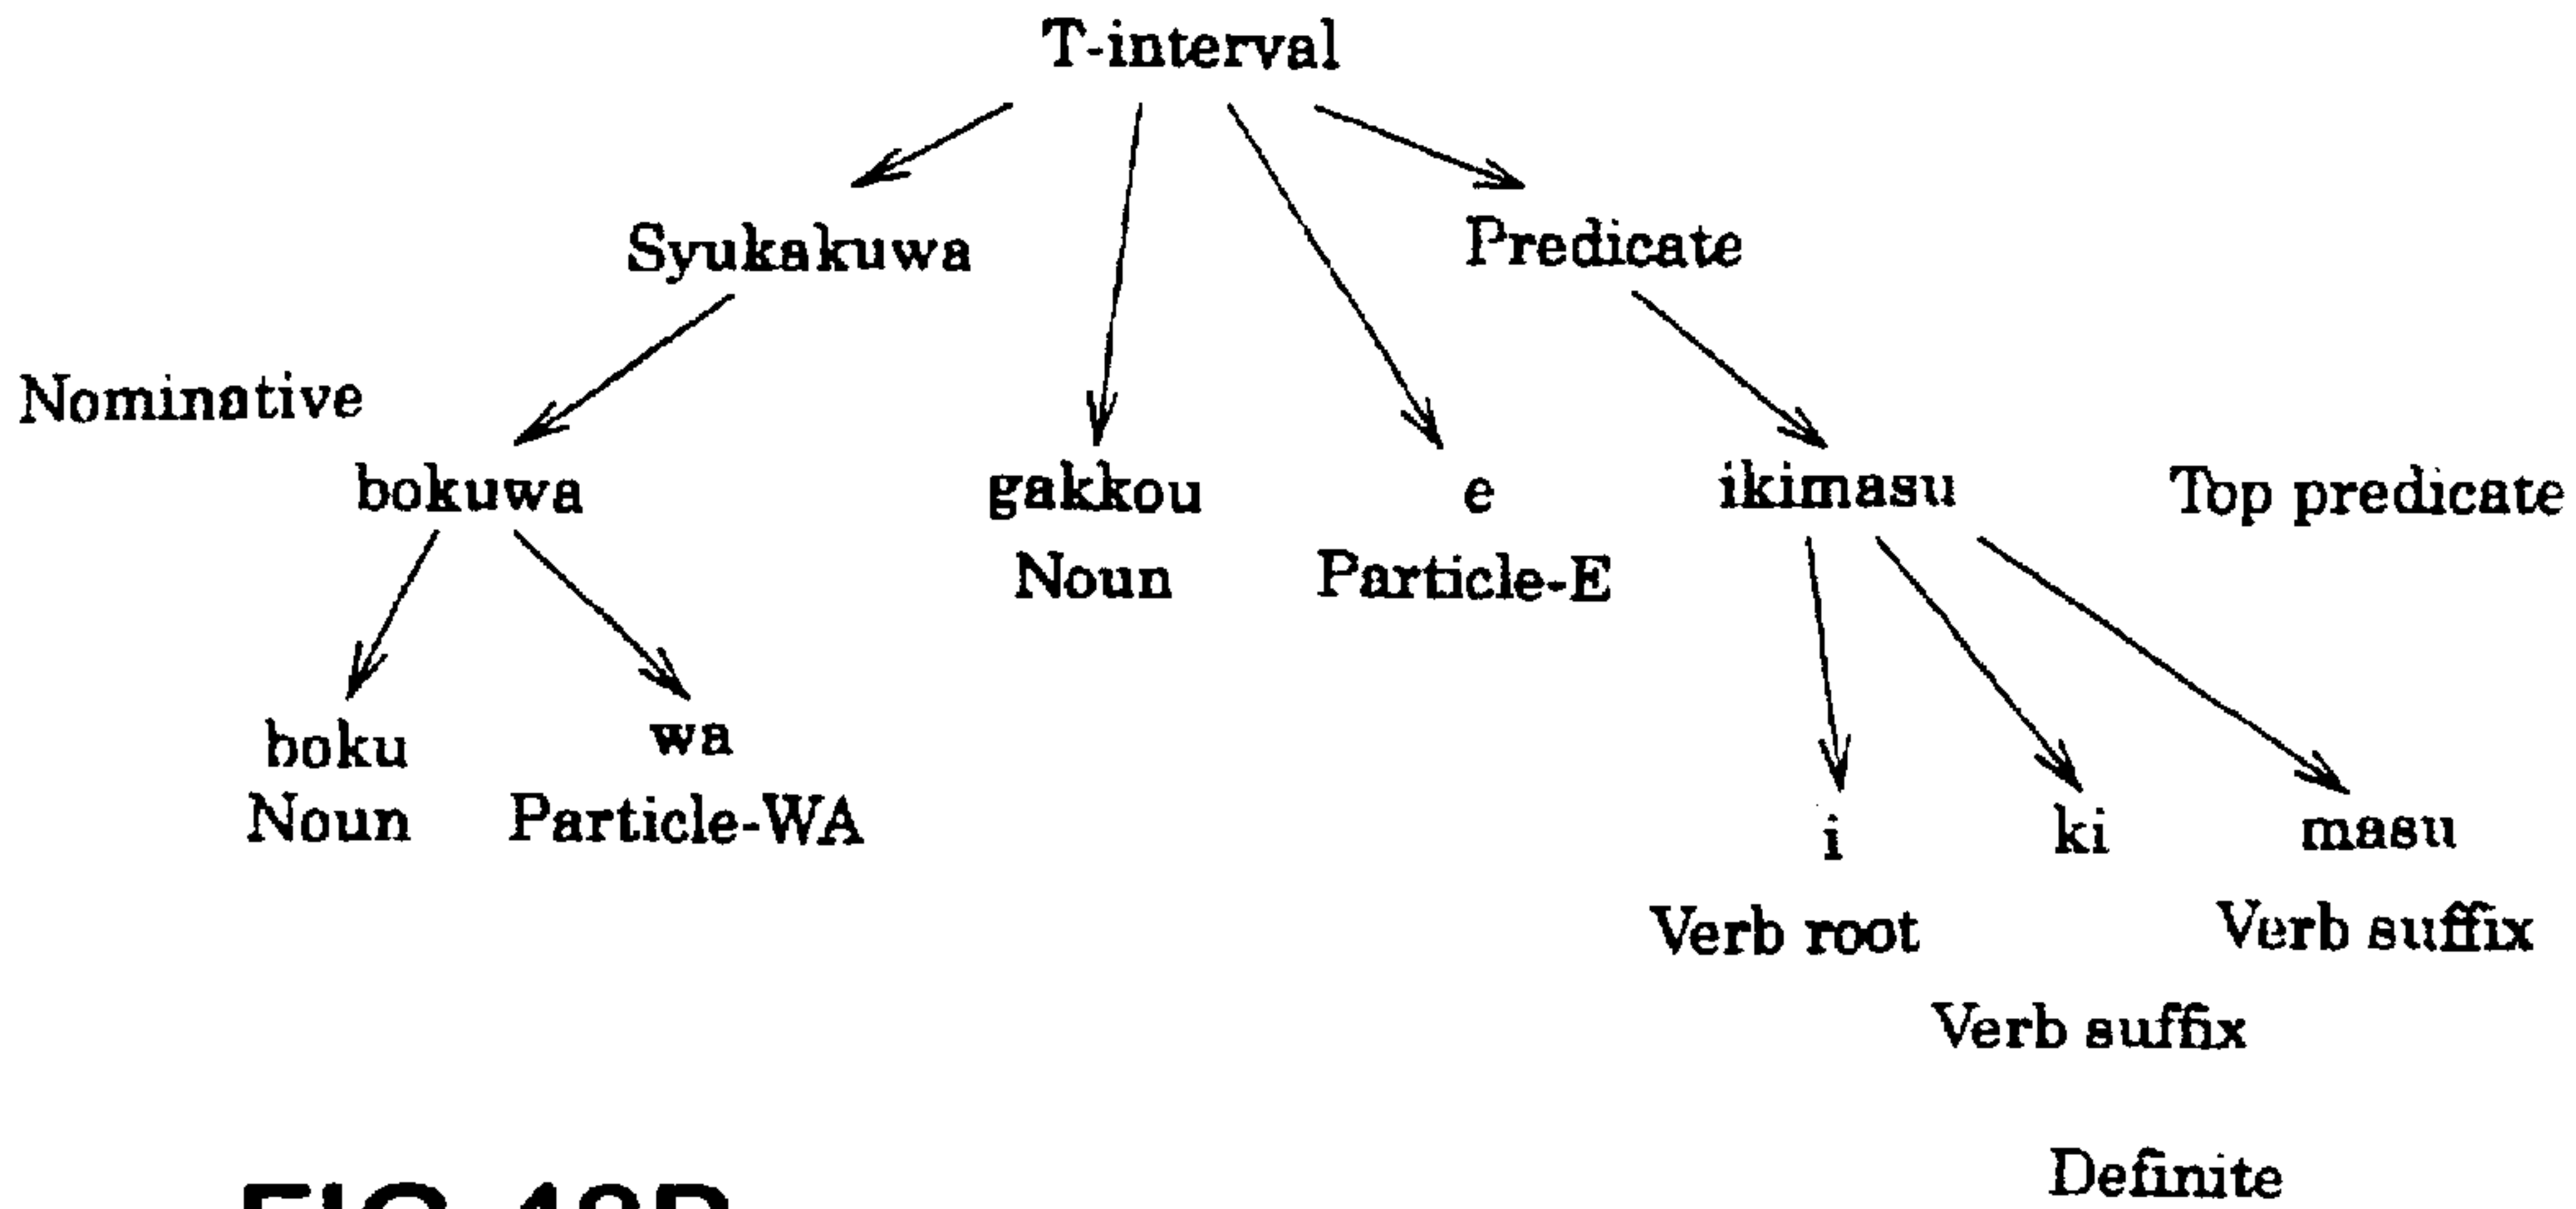 T-interval
Syukakuwa Predicate
Nominative
bokuwa gakkou e ikimasu Top predicate
Noun Particle-E
boku wa
Noun Particle-WA
i ki masu
Verb root Verb suffix
Verb suffix
Definite